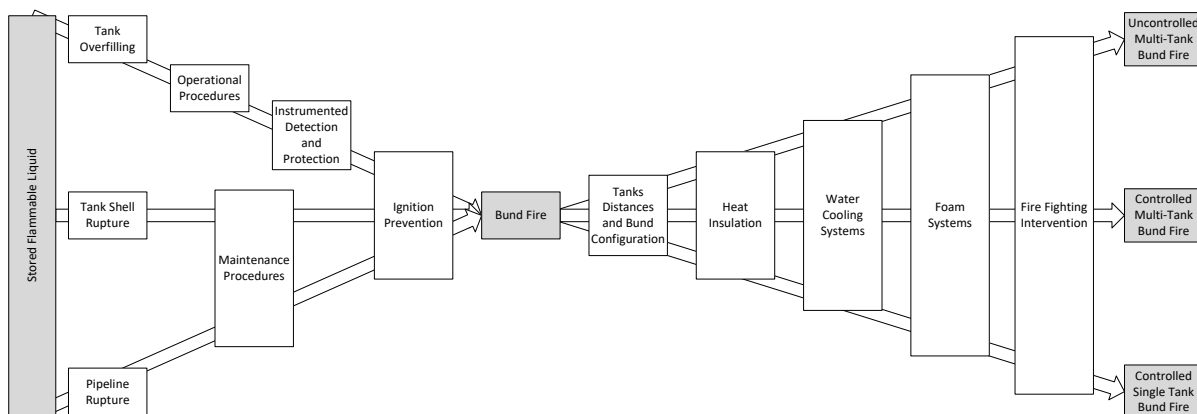 Stored Flammable Liquid
Tank
Overfilling
Operational
Procedures
Instrumented
Detection
and
Protection
Tank Shell
Rupture
Maintenance
Procedures
Pipeline
Rupture
Ignition
Prevention
Bund Fire
Tanks
Distances
and Bund
Configuration
Heat
Insulation
Water
Cooling
Systems
Foam
Systems
Fire Fighting
Intervention
Uncontrolled
Multi-Tank
Bund Fire
Controlled
Multi-Tank
Bund Fire
Controlled
Single Tank
Bund Fire